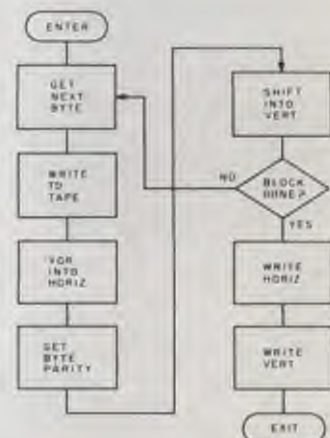 ENTER
GET
NEXT
BYTE
WRITE
TO
TAPE
XOR
INTO
HORIZ
GET
BYTE
PARITY
SHIFT
INTO
VERT
NO
BLOCK
DONE?
YES
WRITE
HORIZ
WRITE
VERT
EXIT